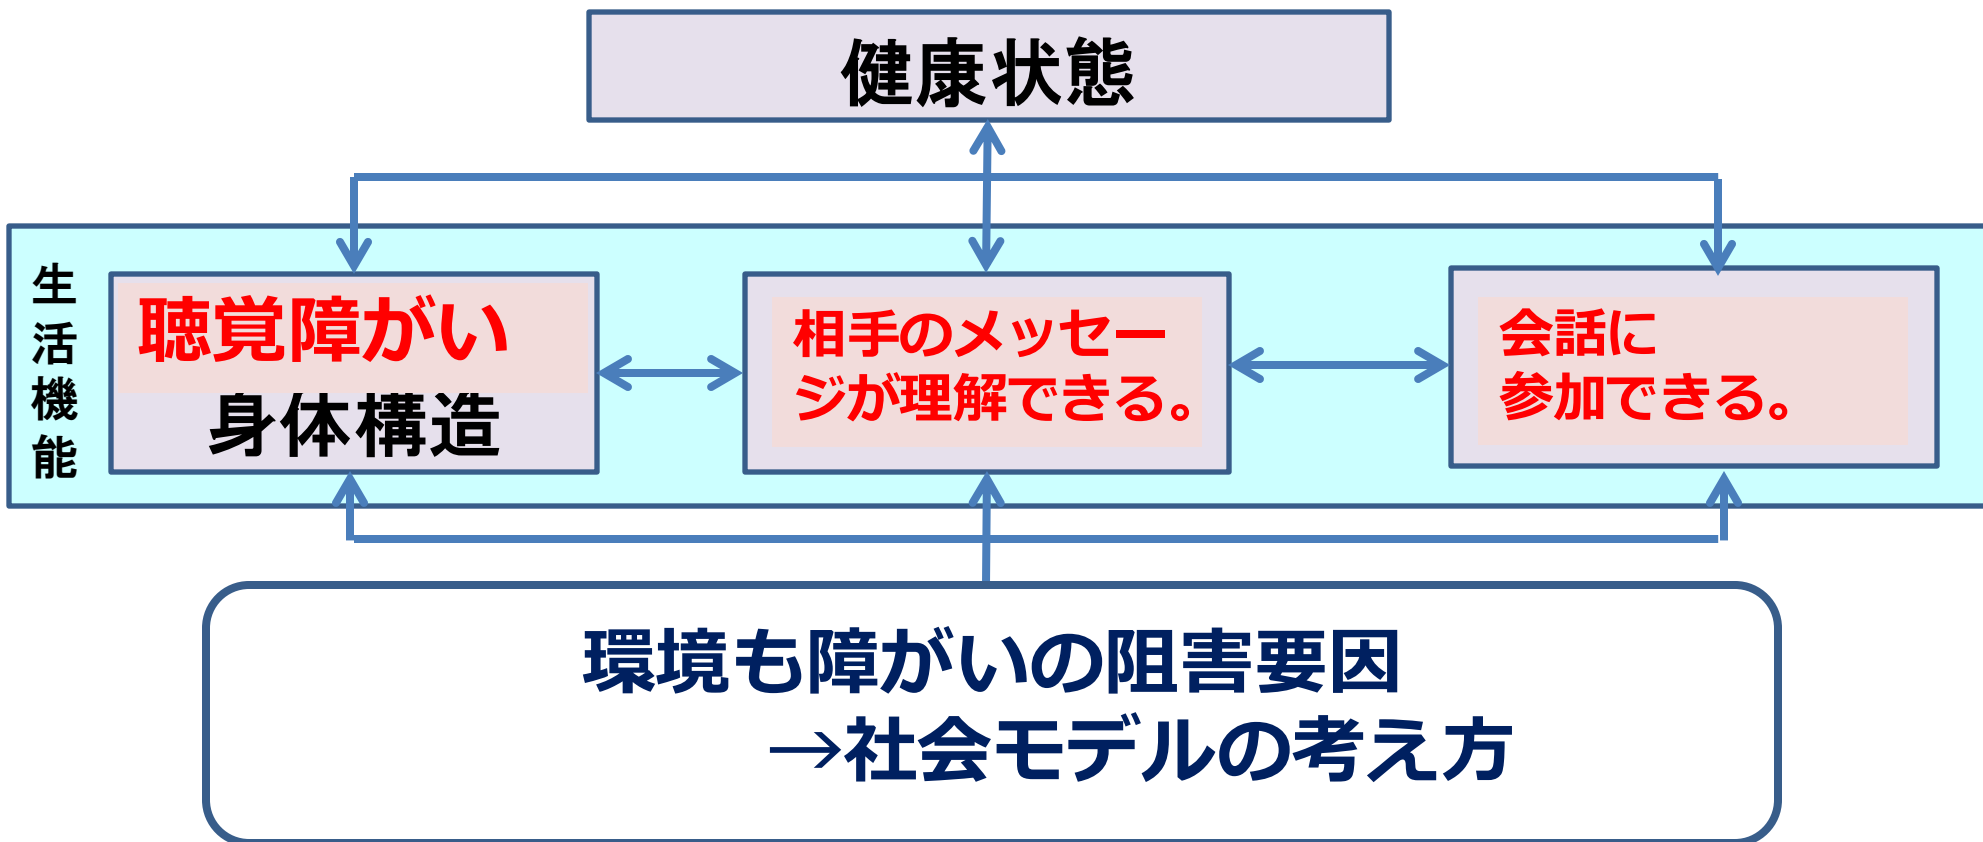 健康状態
生活機能
聴覚障がい
身体構造
相手のメッセー
ジが理解できる。
会話に
参加できる。
環境も障がいの阻害要因
→社会モデルの考え方